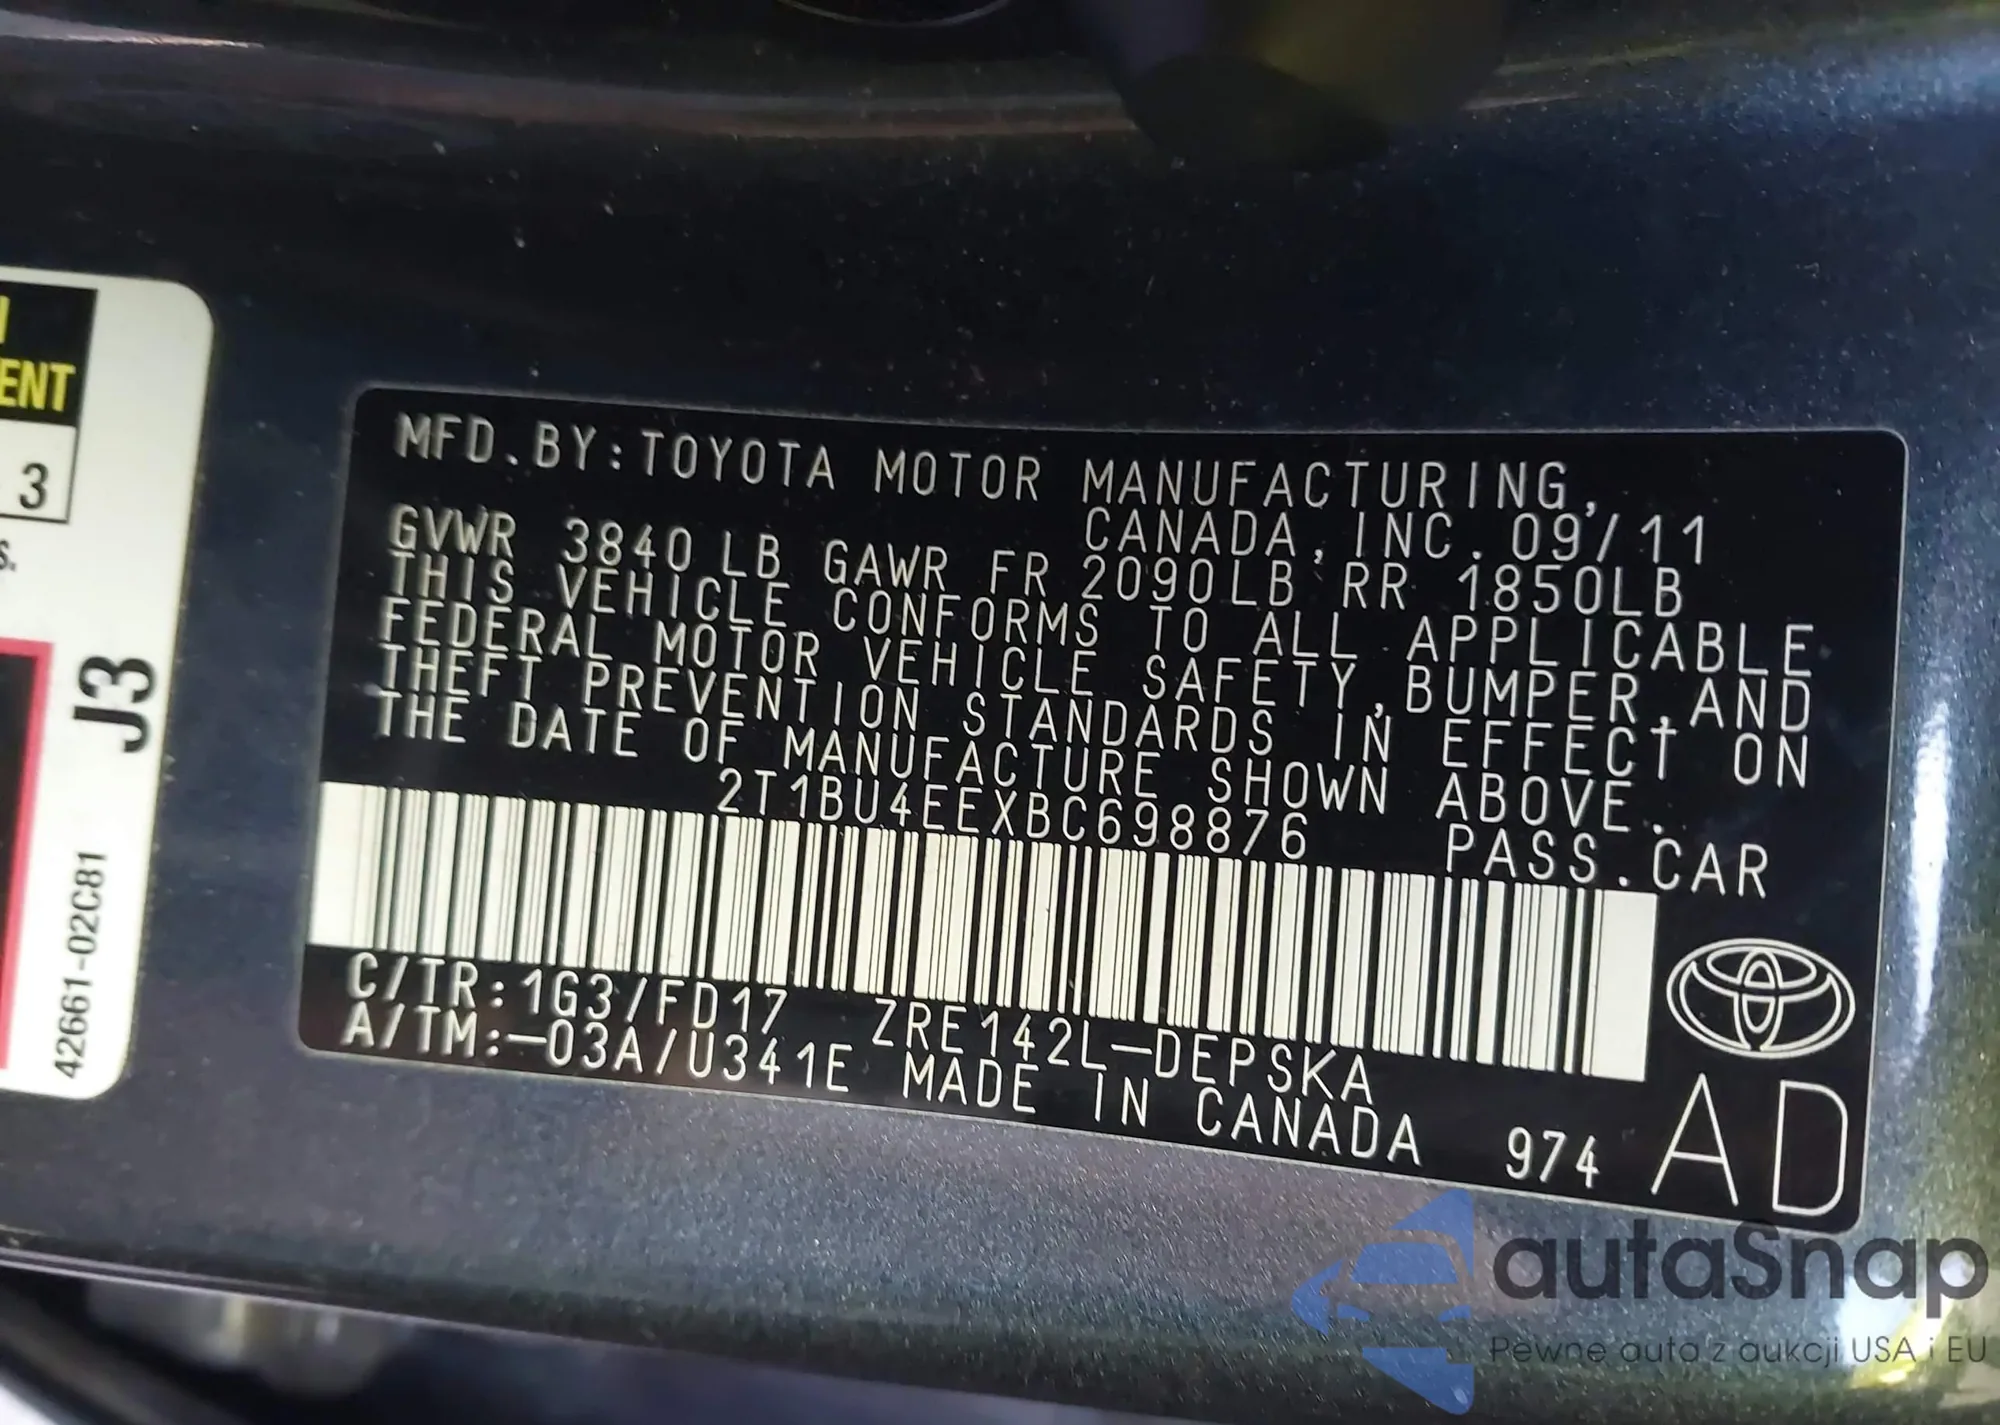 ENT
3
S.
J3
42661-02C81
MFD.BY:TOYOTA MOTOR MANUFACTURING,
CANADA,INC.09/11
GVWR 3840LB GAWR FR 2090LB RR 1850LB
THIS VEHICLE CONFORMS TO ALL APPLICABLE
FEDERAL MOTOR VEHICLE SAFETY,BUMPER,AND
THEFT PREVENTION STANDARDS IN EFFECT ON
THE DATE OF MANUFACTURE SHOWN ABOVE.
2T1BU4EEXBC698876 PASS.CAR
C/TR:1G3/FD17 ZRE142L-DEPSKA
A/TM:-03A/U341E MADE IN CANADA 974
AD
autaSnap
Pewne auta z aukcji USA i EU